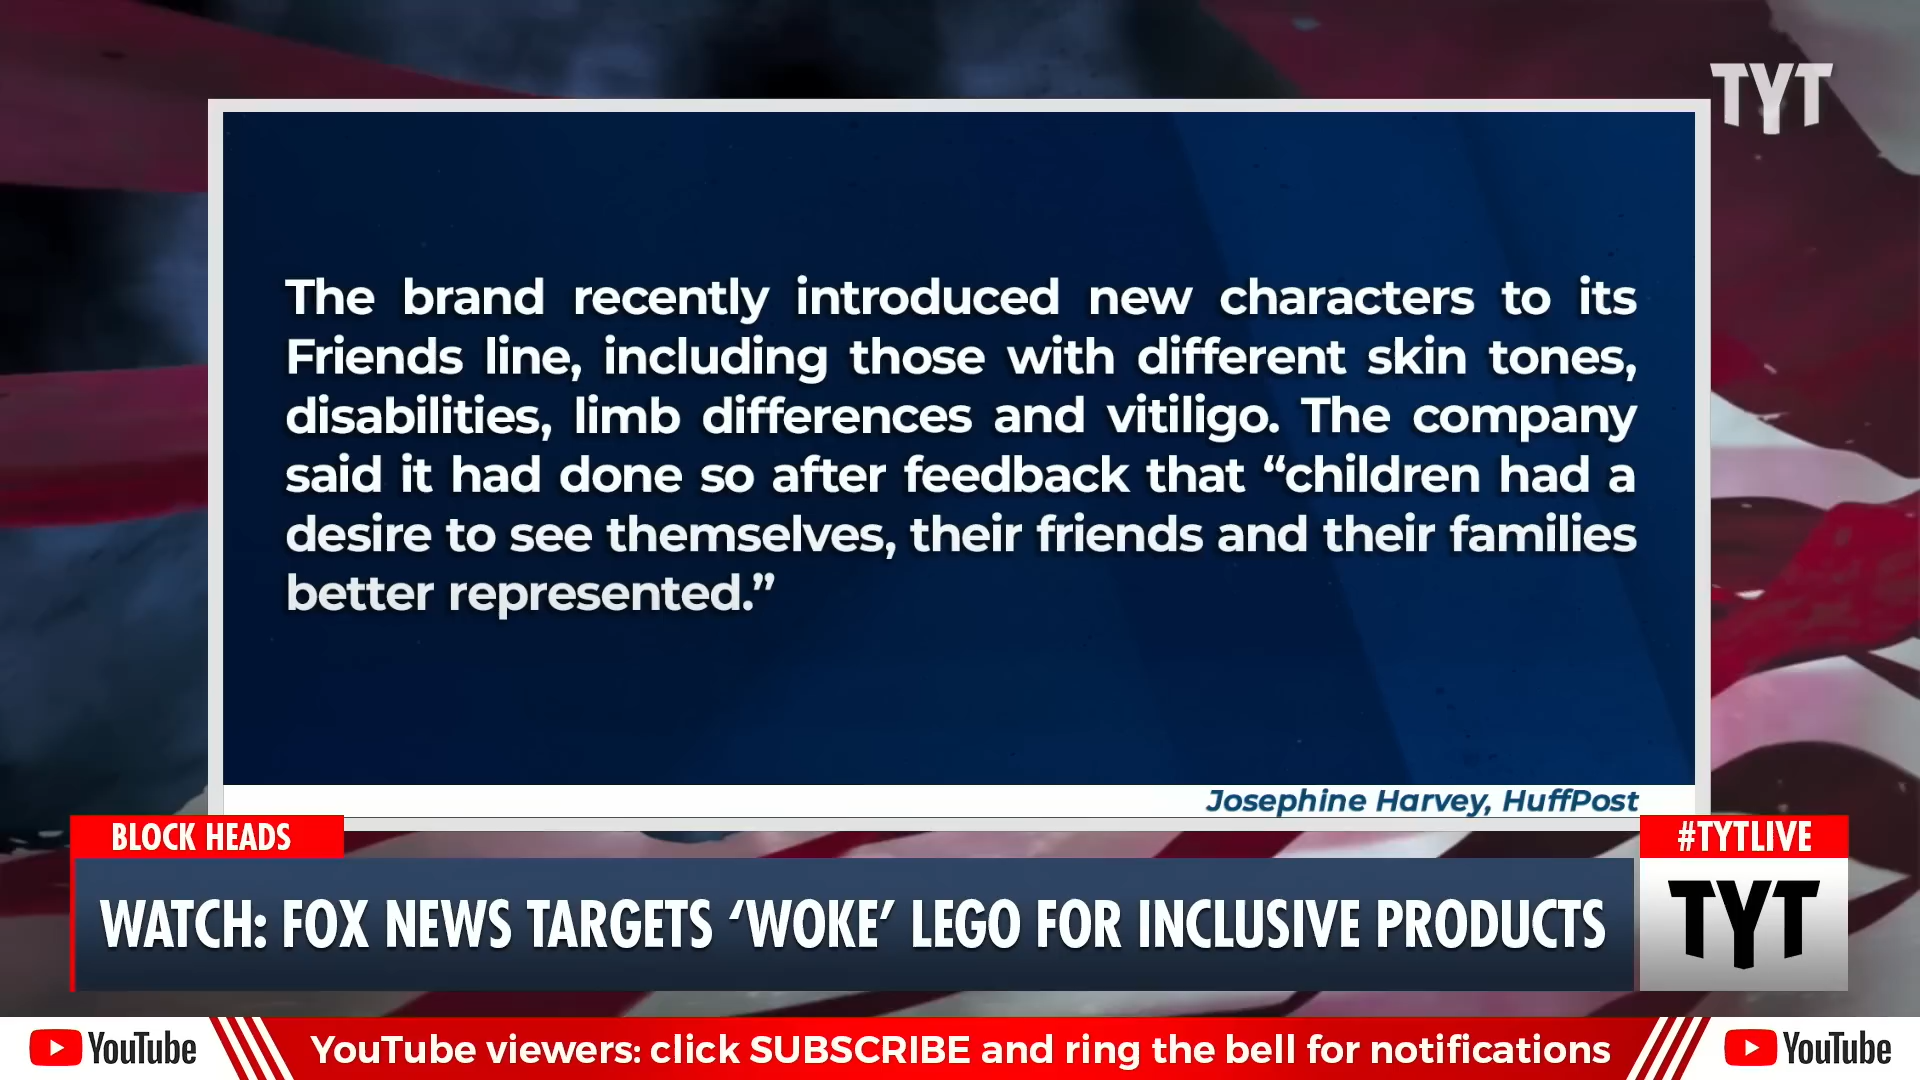 TYT
The brand recently introduced new characters to its
Friends line, including those with different skin tones,
disabilities, limb differences and vitiligo. The company
said it had done so after feedback that “children had a
desire to see themselves, their friends and their families
better represented.”
Josephine Harvey, HuffPost
BLOCK HEADS
#TYTLIVE
WATCH: FOX NEWS TARGETS ‘WOKE’ LEGO FOR INCLUSIVE PRODUCTS
TYT
YouTube
YouTube viewers: click SUBSCRIBE and ring the bell for notifications
YouTube